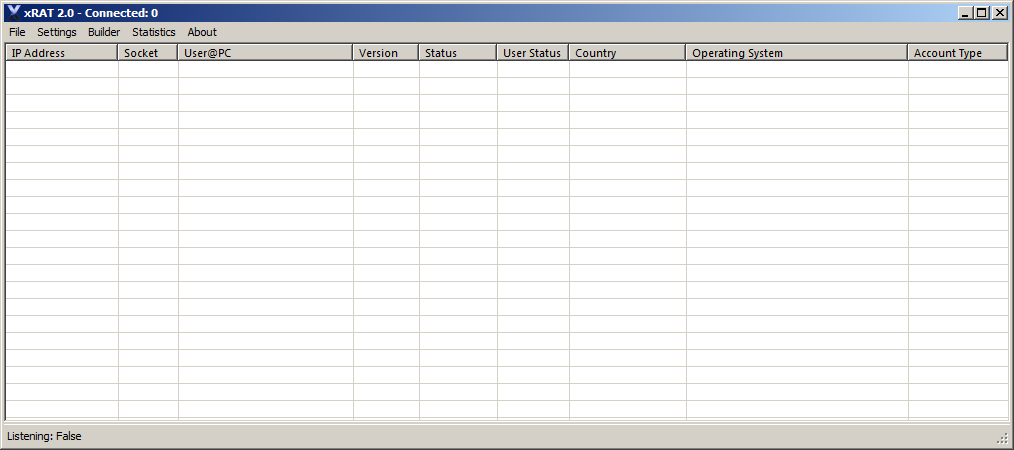 xRAT 2.0 - Connected: 0
File Settings Builder Statistics About
IP Address Socket User@PC Version Status User Status Country Operating System Account Type
Listening: False